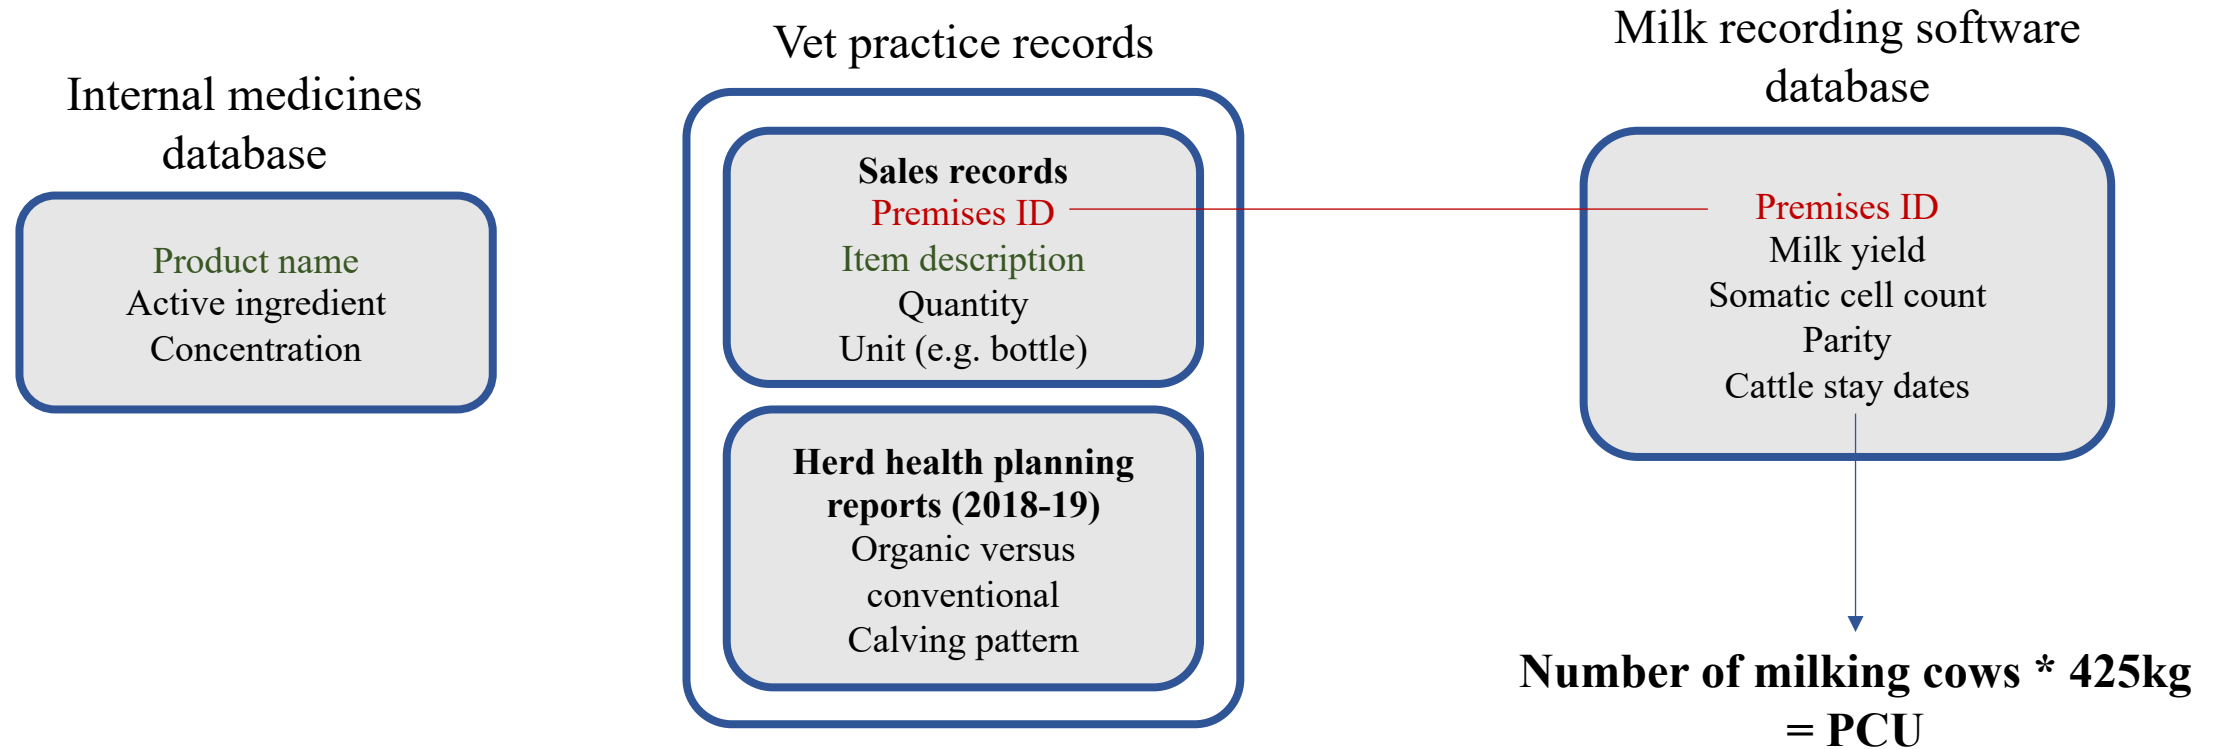 Internal medicines
database
Product name
Active ingredient
Concentration
Vet practice records
Sales records
Premises ID
Item description
Quantity
Unit (e.g. bottle)
Herd health planning
reports (2018-19)
Organic versus
conventional
Calving pattern
Milk recording software
database
Premises ID
Milk yield
Somatic cell count
Parity
Cattle stay dates
Number of milking cows * 425kg
= PCU